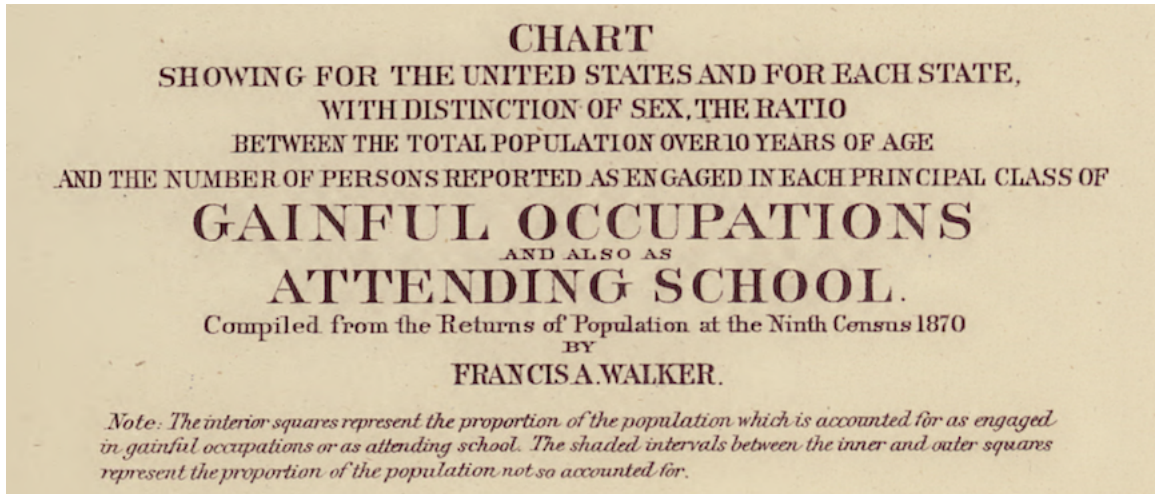 CHART
SHOWING FOR THE UNITED STATES AND FOR EACH STATE,
WITH DISTINCTION OF SEX, THE RATIO
BETWEEN THE TOTAL POPULATION OVER 10 YEARS OF AGE
AND THE NUMBER OF PERSONS REPORTED AS ENGAGED IN EACH PRINCIPAL CLASS OF
GAINFUL OCCUPATIONS
AND ALSO AS
ATTENDING SCHOOL.
Compiled from the Returns of Population at the Ninth Census 1870
BY
FRANCIS A. WALKER.
Note: The interior squares represent the proportion of the population which is accounted for as engaged
in gainful occupations or as attending school. The shaded intervals between the inner and outer squares
represent the proportion of the population not so accounted for.